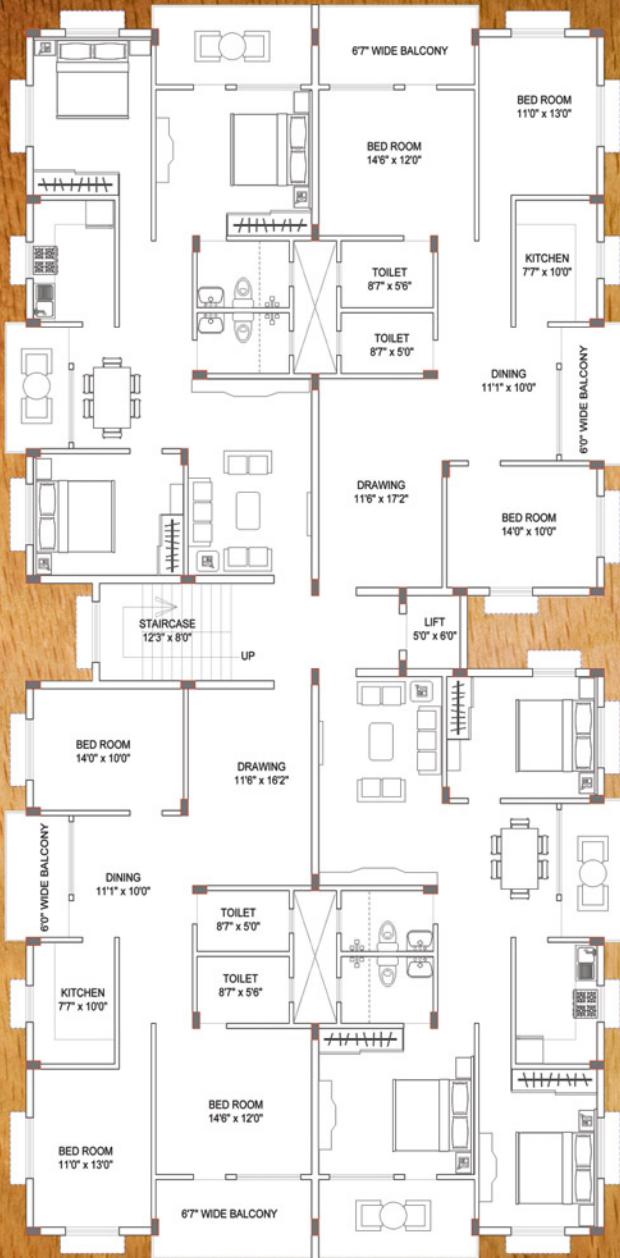 6'7" WIDE BALCONY
BED ROOM
11'0" x 13'0"
BED ROOM
14'6" x 12'0"
KITCHEN
7'7" x 10'0"
TOILET
8'7" x 5'6"
TOILET
8'7" x 5'0"
DINING
11'1" x 10'0"
6'0" WIDE BALCONY
DRAWING
11'6" x 17'2"
BED ROOM
14'0" x 10'0"
STAIRCASE
12'3" x 8'0"
UP
LIFT
5'0" x 6'0"
BED ROOM
14'0" x 10'0"
DRAWING
11'6" x 16'2"
6'0" WIDE BALCONY
DINING
11'1" x 10'0"
TOILET
8'7" x 5'0"
TOILET
8'7" x 5'6"
KITCHEN
7'7" x 10'0"
BED ROOM
14'6" x 12'0"
BED ROOM
11'0" x 13'0"
6'7" WIDE BALCONY